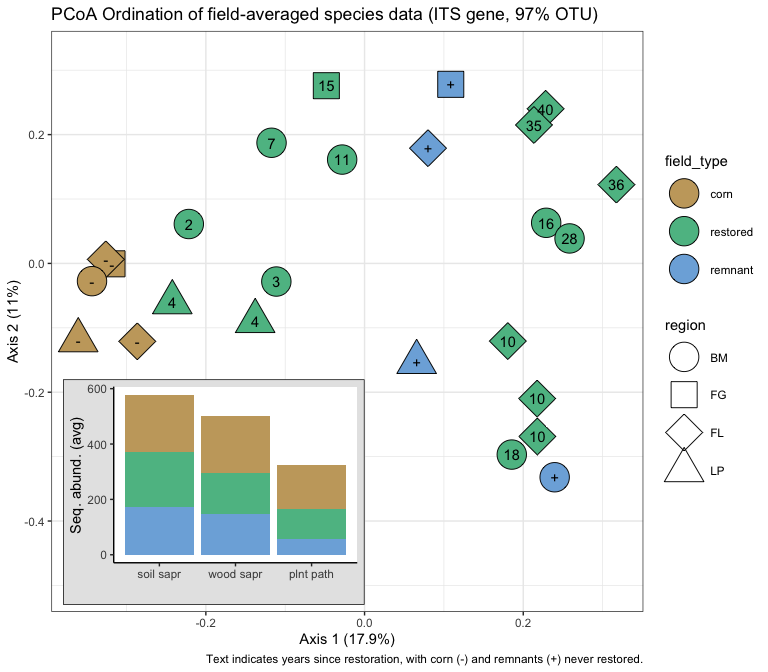 PCoA Ordination of field-averaged species data (ITS gene, 97% OTU)
15
+
40
35
7
11
+
36
2
16
28
-
-
-
3
4
4
-
-
10
+
10
10
18
+
0.2
0.0
-0.2
-0.4
Axis 2 (11%)
-0.2
0.0
0.2
Axis 1 (17.9%)
Text indicates years since restoration, with corn (-) and remnants (+) never restored.
600
400
200
0
Seq. abund. (avg)
soil sapr
wood sapr
plnt path
field_type
corn
restored
remnant
region
BM
FG
FL
LP